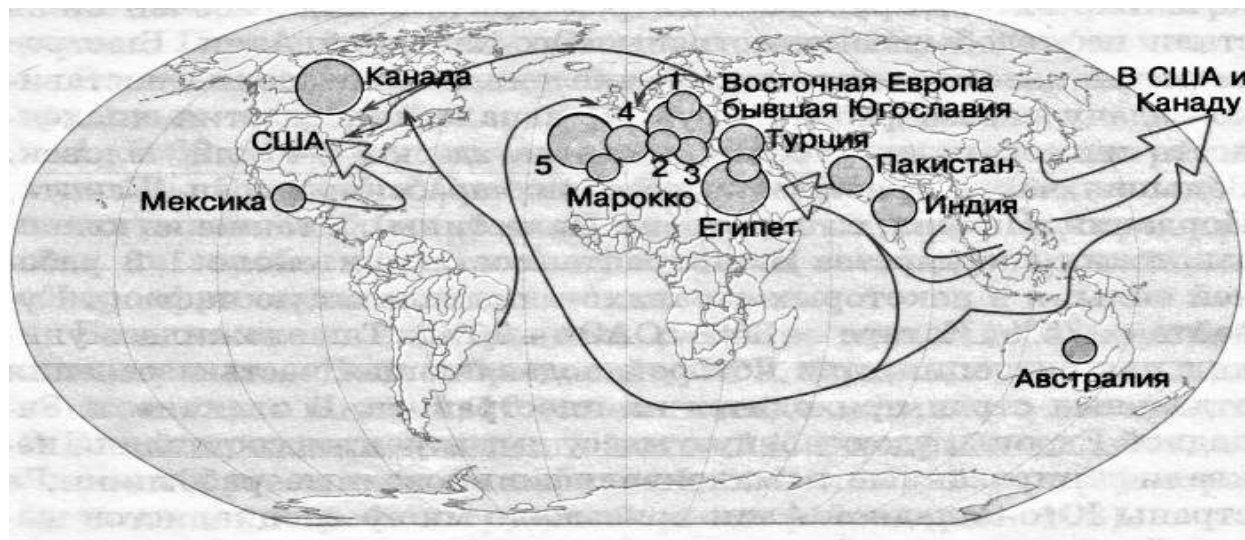 Канада
США
Мексика
1
4
5
2
3
Восточная Европа
бывшая Югославия
Турция
Пакистан
Марокко
Индия
Египет
В США и
Канаду
Австралия